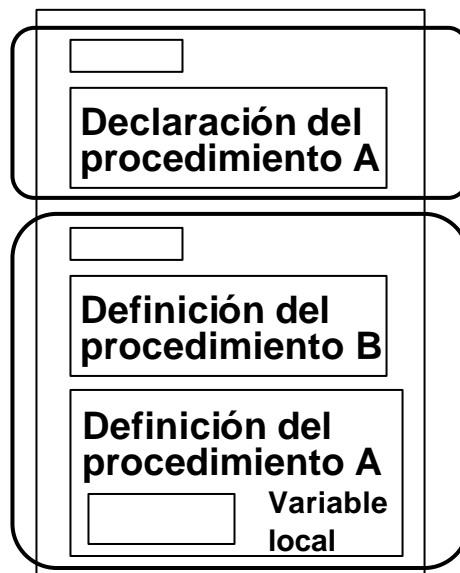 Declaración del
procedimiento A
Definición del
procedimiento B
Definición del
procedimiento A
Variable
local